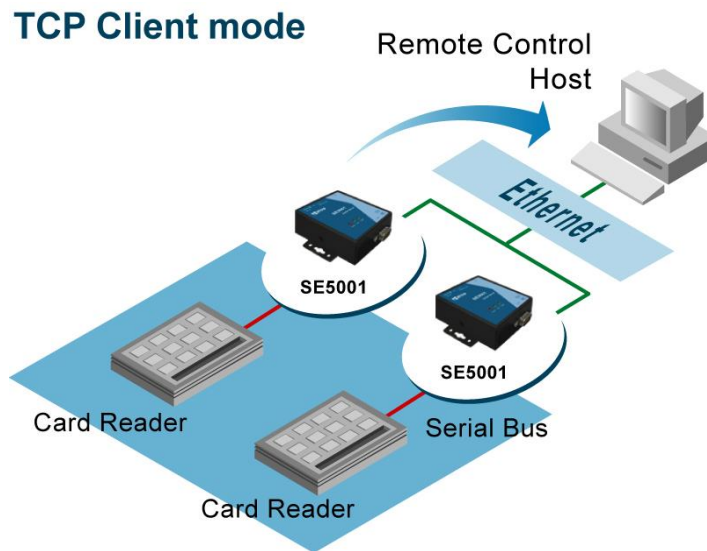 TCP Client mode
Remote Control
Host
Ethernet
SE5001
SE5001
Card Reader
Serial Bus
Card Reader